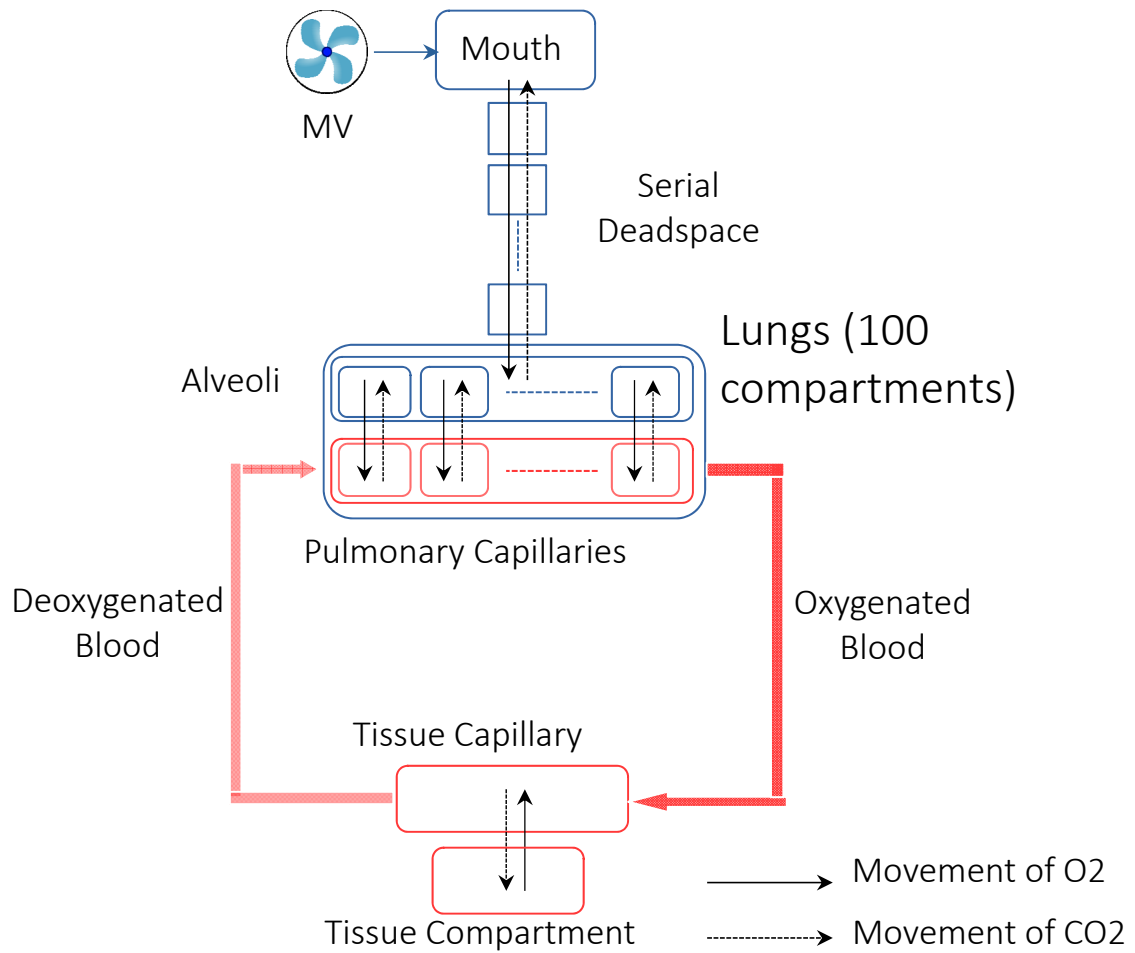 Mouth
MV
Serial
Deadspace
Lungs (100
compartments)
Alveoli
Pulmonary Capillaries
Deoxygenated
Blood
Oxygenated
Blood
Tissue Capillary
Tissue Compartment
Movement of O2
Movement of CO2